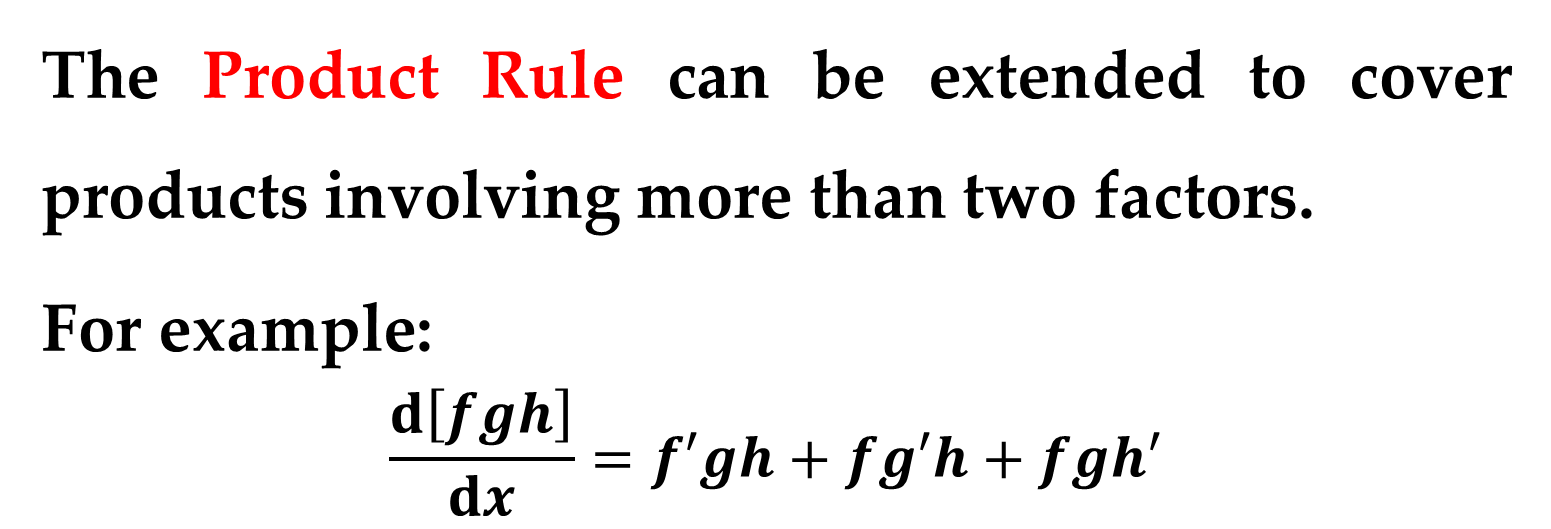 The Product Rule can be extended to cover
products involving more than two factors.
For example:
d[fgh]/dx = f′gh + fg′h + fgh′